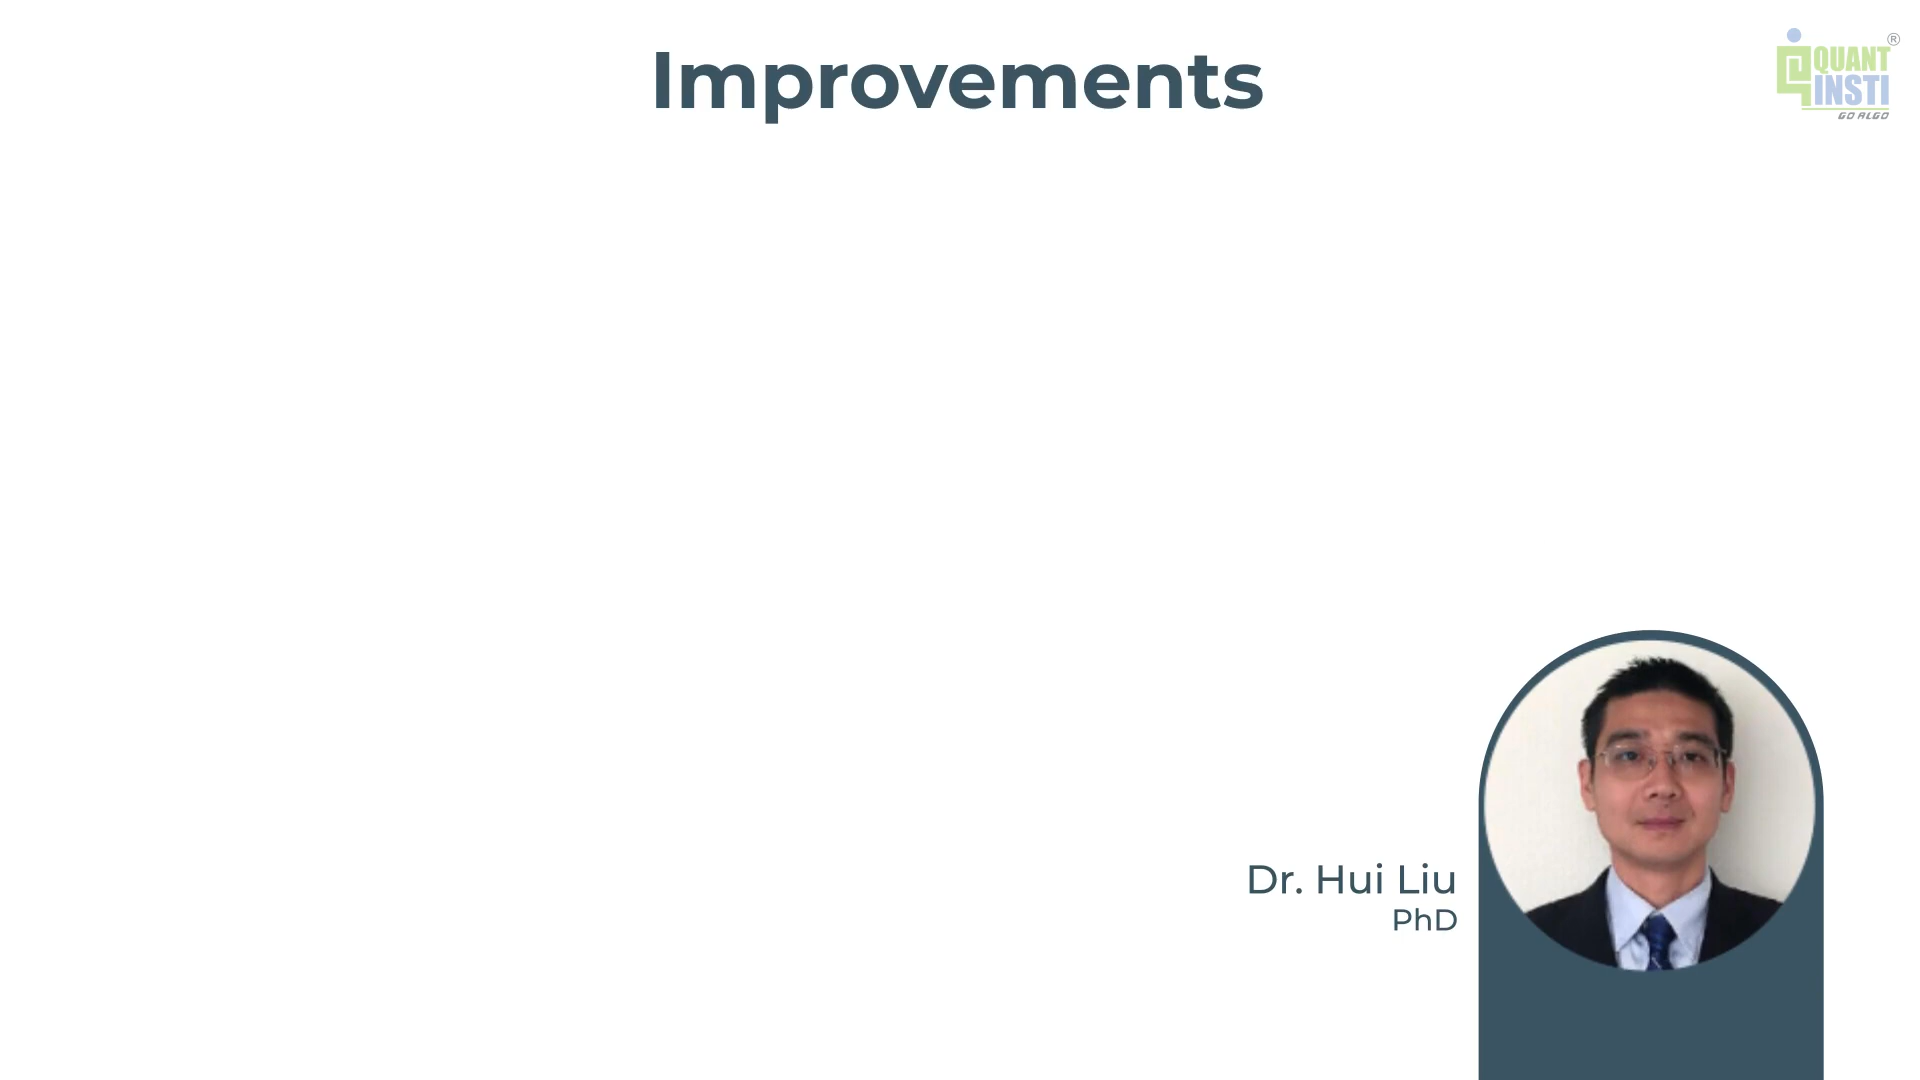 Improvements
QUANT
INSTI
®
GO ALGO
Dr. Hui Liu
PhD